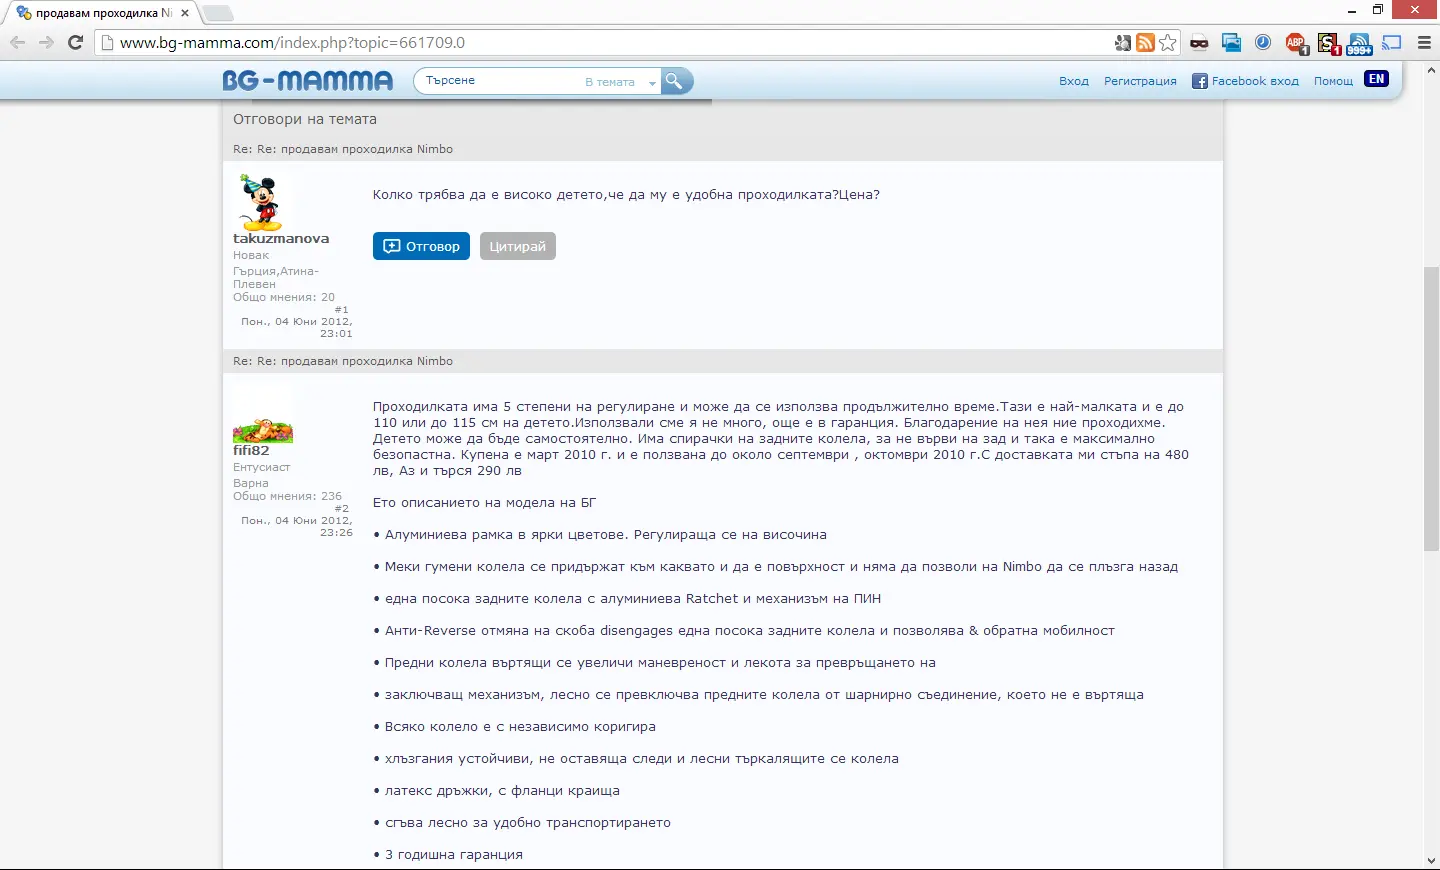 продавам проходилка Ni
www.bg-mamma.com/index.php?topic=661709.0
ABP
1
S
1
999+
BG-MAMMA
Търсене
В темата
Вход
Регистрация
Facebook вход
Помощ
EN
Отговори на темата
Re: Re: продавам проходилка Nimbo
Колко трябва да е високо детето,че да му е удобна проходилката?Цена?
Отговор
Цитирай
takuzmanova
Новак
Гърция,Атина-
Плевен
Общо мнения: 20
#1
Пон., 04 Юни 2012,
23:01
Re: Re: продавам проходилка Nimbo
fifi82
Ентусиаст
Варна
Общо мнения: 236
#2
Пон., 04 Юни 2012,
23:26
Проходилката има 5 степени на регулиране и може да се използва продължително време.Тази е най-малката и е до
110 или до 115 см на детето.Използвали сме я не много, още е в гаранция. Благодарение на нея ние проходихме.
Детето може да бъде самостоятелно. Има спирачки на задните колела, за не върви на зад и така е максимално
безопастна. Купена е март 2010 г. и е ползвана до около септември , октомври 2010 г.С доставката ми стъпа на 480
лв, Аз и търся 290 лв
Ето описанието на модела на БГ
• Алуминиева рамка в ярки цветове. Регулираща се на височина
• Меки гумени колела се придържат към каквато и да е повърхност и няма да позволи на Nimbo да се плъзга назад
• една посока задните колела с алуминиева Ratchet и механизъм на ПИН
• Анти-Reverse отмяна на скоба disengages една посока задните колела и позволява & обратна мобилност
• Предни колела въртящи се увеличи маневреност и лекота за превръщането на
• заключващ механизъм, лесно се превключва предните колела от шарнирно съединение, което не е въртяща
• Всяко колело е с независимо коригира
• хлъзгания устойчиви, не оставяща следи и лесни търкалящите се колела
• латекс дръжки, с фланци краища
• сгъва лесно за удобно транспортирането
• 3 годишна гаранция